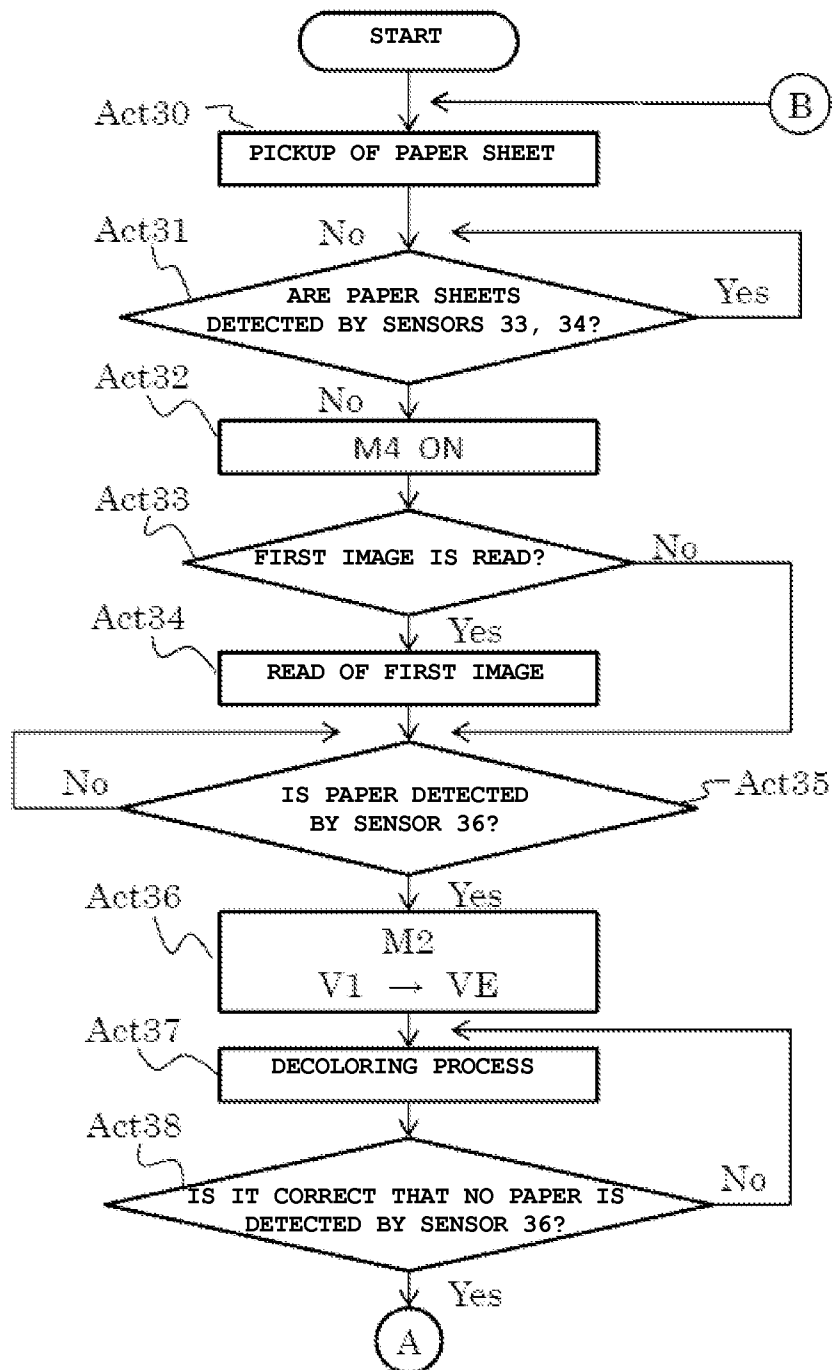 START
B
Act30
PICKUP OF PAPER SHEET
Act31
No
ARE PAPER SHEETS
DETECTED BY SENSORS 33, 34?
Yes
Act32
No
M4 ON
Act33
FIRST IMAGE IS READ?
No
Act34
Yes
READ OF FIRST IMAGE
No
IS PAPER DETECTED
BY SENSOR 36?
Act35
Act36
Yes
M2
V1 → VE
Act37
DECOLORING PROCESS
Act38
IS IT CORRECT THAT NO PAPER IS
DETECTED BY SENSOR 36?
No
Yes
A